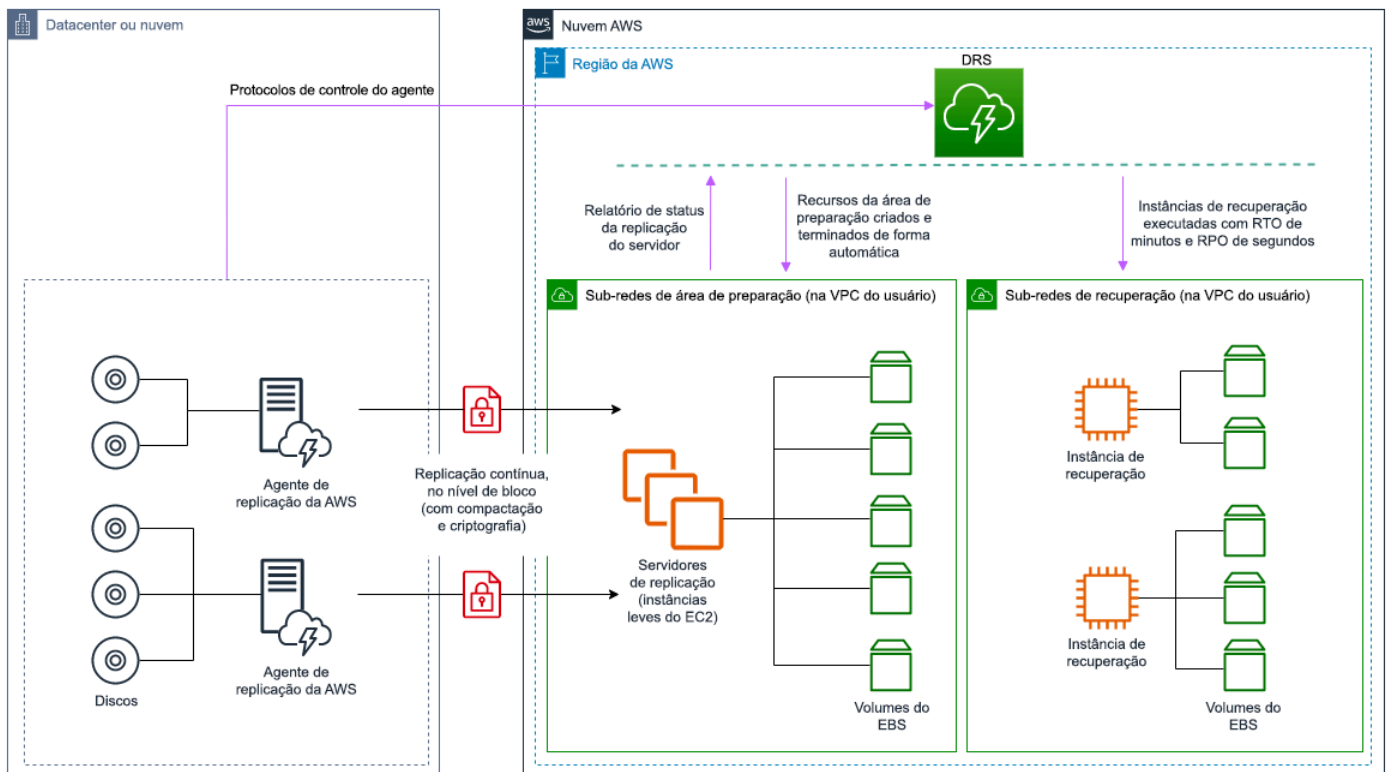 Datacenter ou nuvem
aws
Nuvem AWS
Região da AWS
DRS
Protocolos de controle do agente
Relatório de status
da replicação
do servidor
Recursos da área de
preparação criados e
terminados de forma
automática
Instâncias de recuperação
executadas com RTO de
minutos e RPO de segundos
Sub-redes de área de preparação (na VPC do usuário)
Sub-redes de recuperação (na VPC do usuário)
Agente de
replicação da AWS
Replicação contínua,
no nível de bloco
(com compactação
e criptografia)
Instância de
recuperação
Servidores
de replicação
(instâncias
leves do EC2)
Agente de
replicação da AWS
Discos
Instância de
recuperação
Volumes do
EBS
Volumes do
EBS